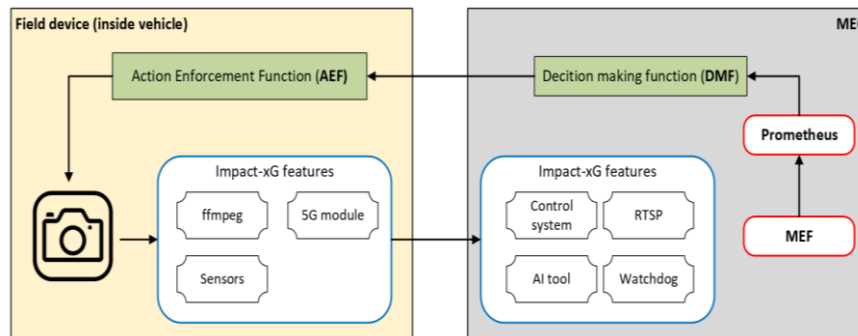 Field device (inside vehicle)
MEC
Action Enforcement Function (AEF)
Decition making function (DMF)
Prometheus
Impact-xG features
ffmpeg
5G module
Sensors
Impact-xG features
Control
system
RTSP
AI tool
Watchdog
MEF